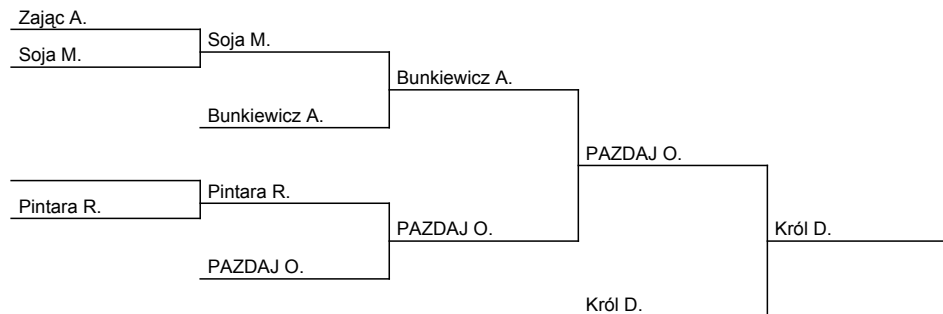 Zając A.
Soja M.
Soja M.
Bunkiewicz A.
Bunkiewicz A.
PAZDAJ O.
Pintara R.
Pintara R.
PAZDAJ O.
Król D.
PAZDAJ O.
Król D.